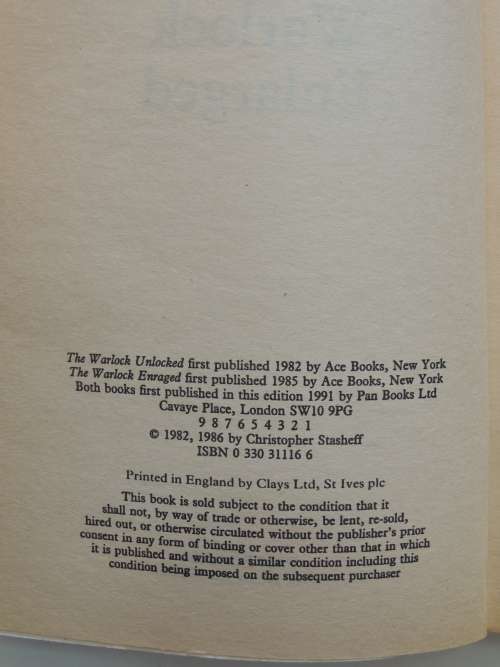 Warlock
Enlarged
The Warlock Unlocked first published 1982 by Ace Books, New York
The Warlock Enraged first published 1985 by Ace Books, New York
Both books first published in this edition 1991 by Pan Books Ltd
Cavaye Place, London SW10 9PG
9 8 7 6 5 4 3 2 1
© 1982, 1986 by Christopher Stasheff
ISBN 0 330 31116 6
Printed in England by Clays Ltd, St Ives plc
This book is sold subject to the condition that it
shall not, by way of trade or otherwise, be lent, re-sold,
hired out, or otherwise circulated without the publisher's prior
consent in any form of binding or cover other than that in which
it is published and without a similar condition including this
condition being imposed on the subsequent purchaser